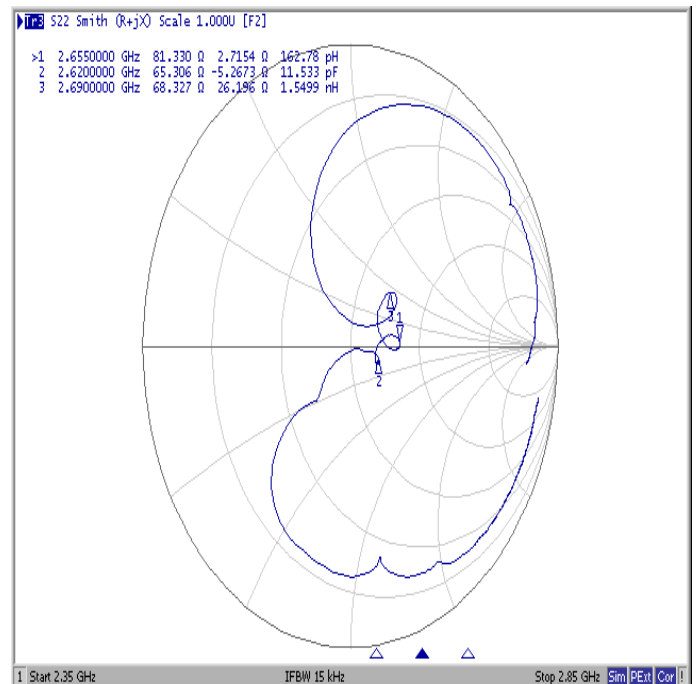 Tr3 S22 Smith (R+jX) Scale 1.000U [F2]
>1 2.6550000 GHz 81.330 Ω 2.7154 Ω 162.78 pH
2 2.6200000 GHz 65.306 Ω -5.2673 Ω 11.533 pF
3 2.6900000 GHz 68.327 Ω 26.196 Ω 1.5499 nH
3
1
2
1 Start 2.35 GHz IFBW 15 kHz Stop 2.85 GHz Sim PExt Cor !